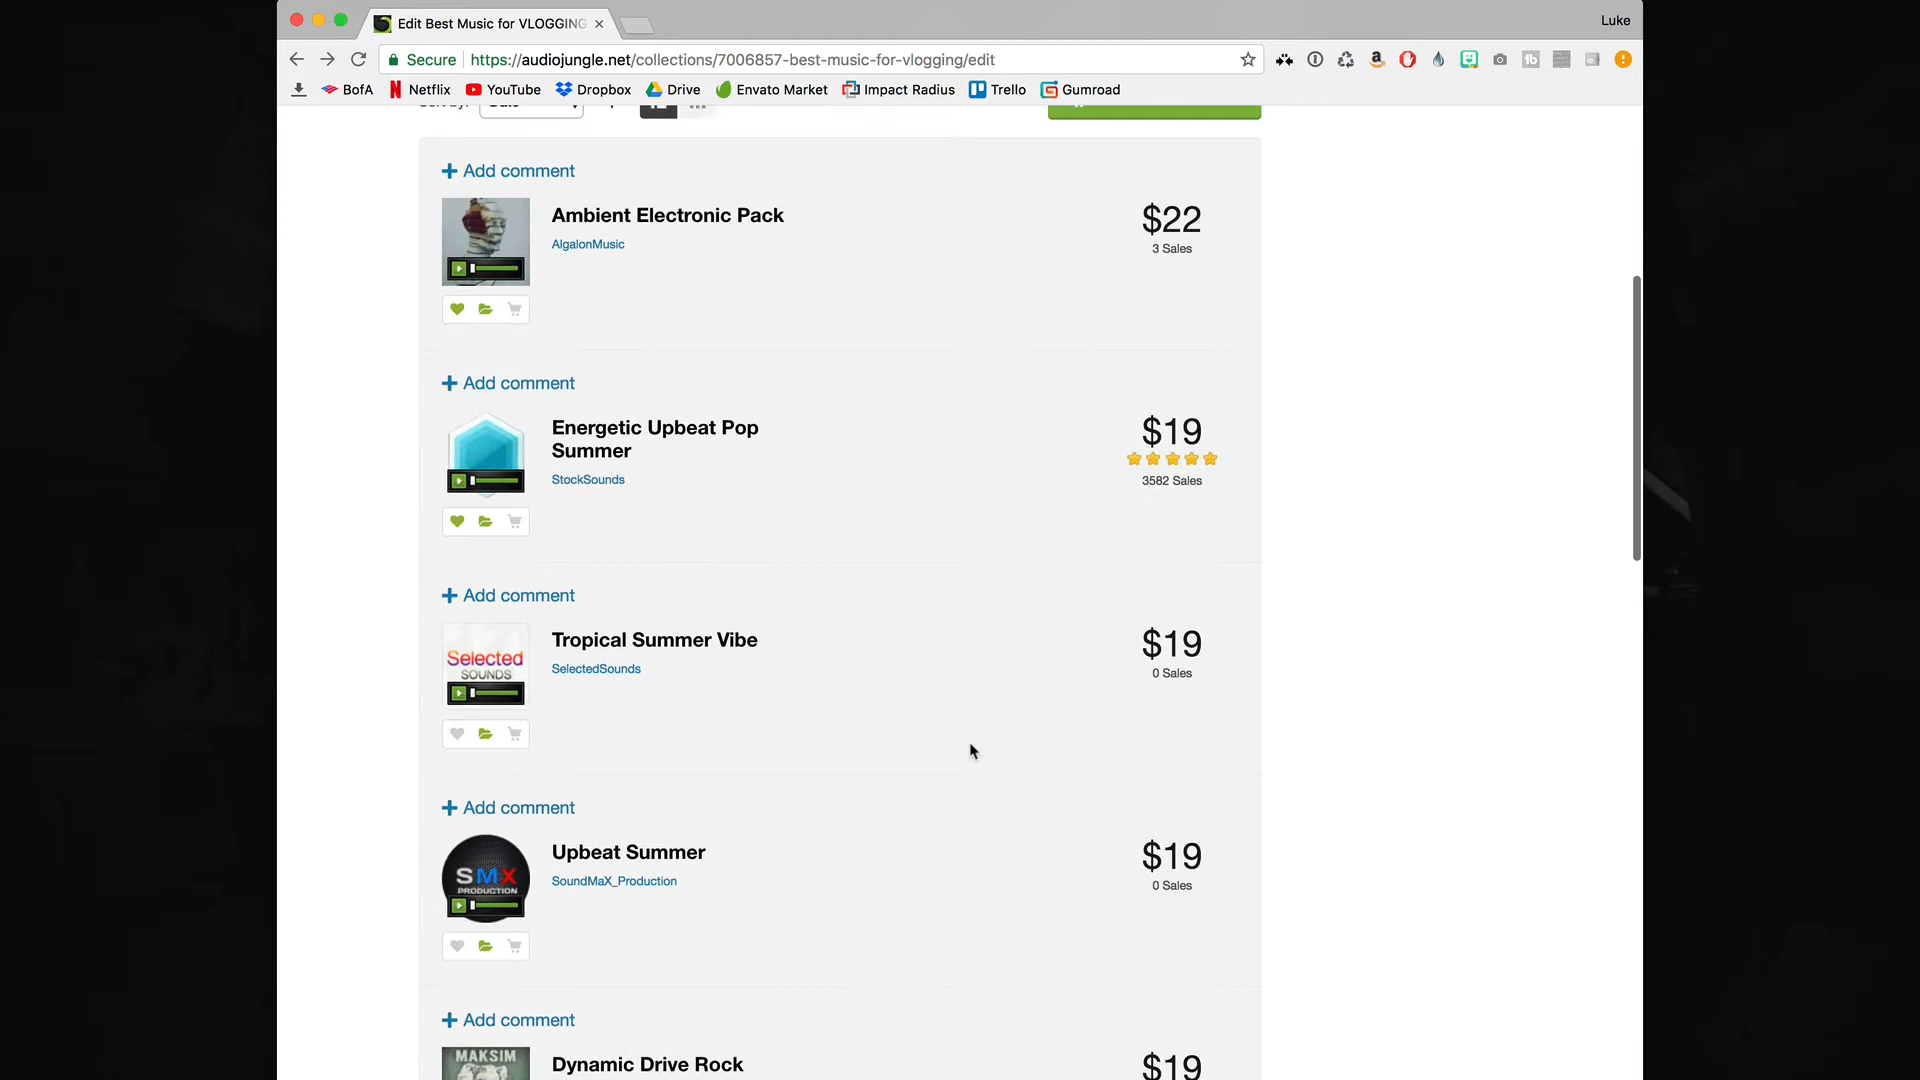 Edit Best Music for VLOGGING
Luke
Secure https://audiojungle.net/collections/7006857-best-music-for-vlogging/edit
BofA Netflix YouTube Dropbox Drive Envato Market Impact Radius Trello Gumroad
Add comment
Ambient Electronic Pack
AlgalonMusic
$22
3 Sales
Add comment
Energetic Upbeat Pop
Summer
StockSounds
$19
3582 Sales
Add comment
Selected
SOUNDS
Tropical Summer Vibe
SelectedSounds
$19
0 Sales
Add comment
SMX
PRODUCTION
Upbeat Summer
SoundMaX_Production
$19
0 Sales
Add comment
MAKSIM
Dynamic Drive Rock
$19